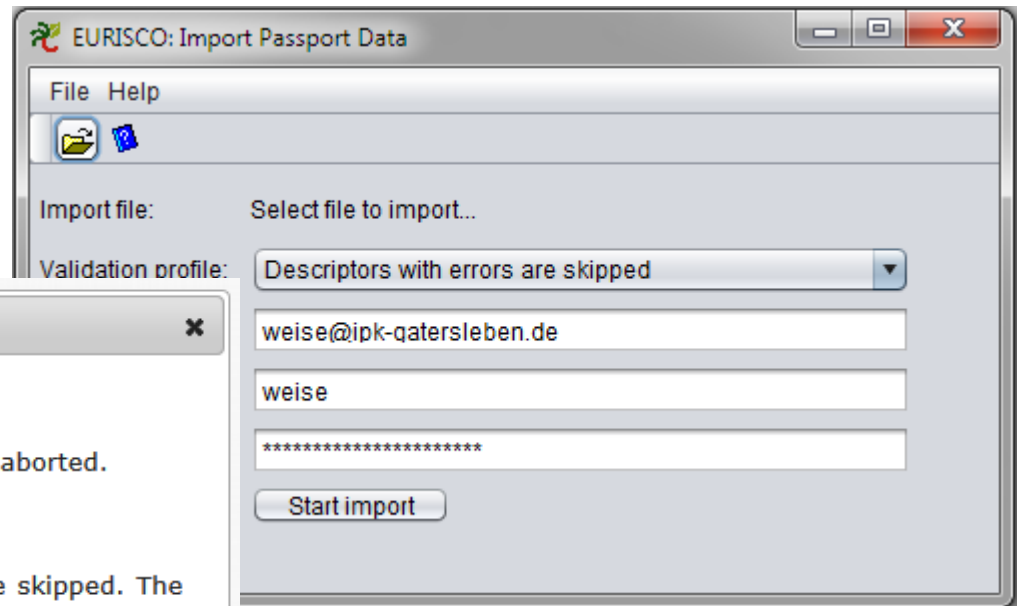 EURISCO: Import Passport Data
File Help
Import file: Select file to import...
Validation profile: Descriptors with errors are skipped
weise@ipk-gatersleben.de
weise
**********************
Start import
aborted.
skipped. The